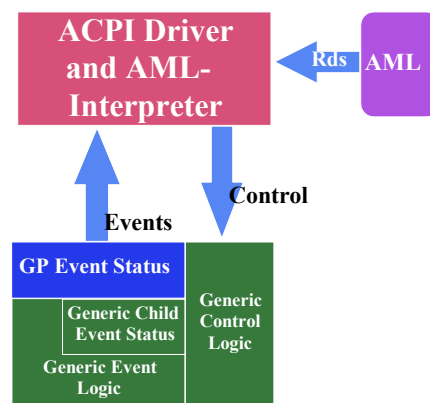 ACPI Driver
and AML-
Interpreter
Rds
AML
Control
Events
GP Event Status
Generic Child
Event Status
Generic Event
Logic
Generic
Control
Logic